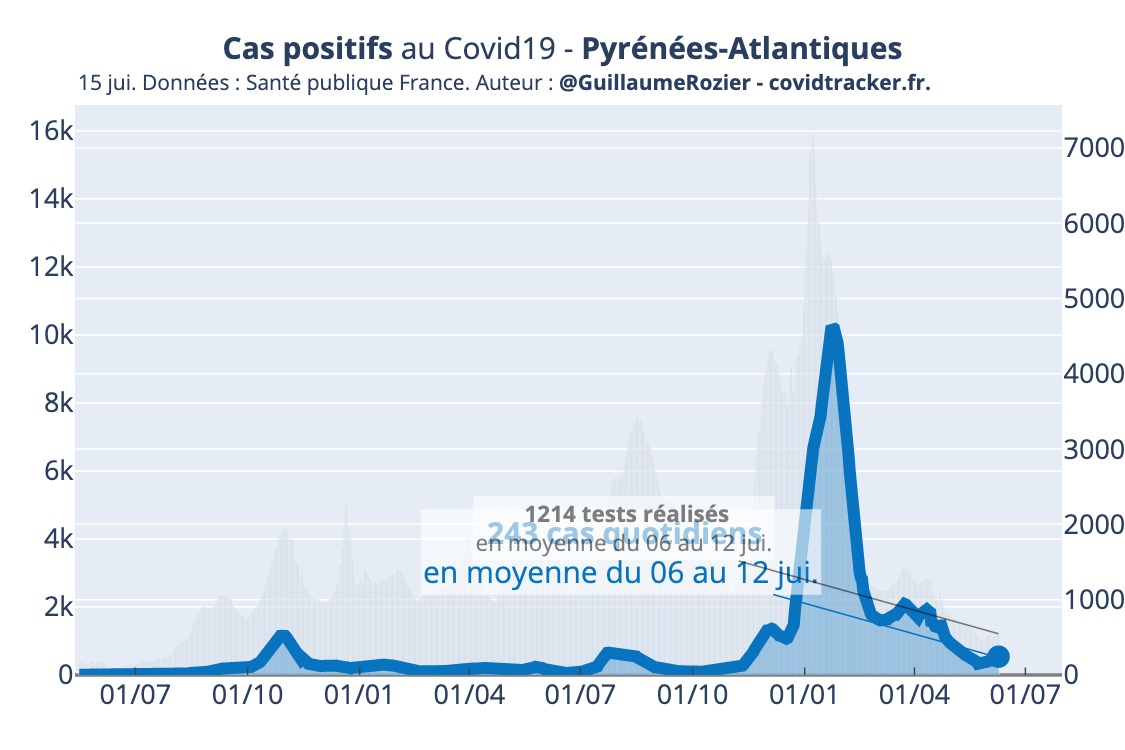 Cas positifs au Covid19 - Pyrénées-Atlantiques
15 jui. Données : Santé publique France. Auteur : @GuillaumeRozier - covidtracker.fr.
16k
14k
12k
10k
8k
6k
4k
2k
0
7000
6000
5000
4000
3000
2000
1000
0
1214 tests réalisés
243 cas quotidiens
en moyenne du 06 au 12 jui.
en moyenne du 06 au 12 jui.
01/07 01/10 01/01 01/04 01/07 01/10 01/01 01/04 01/07